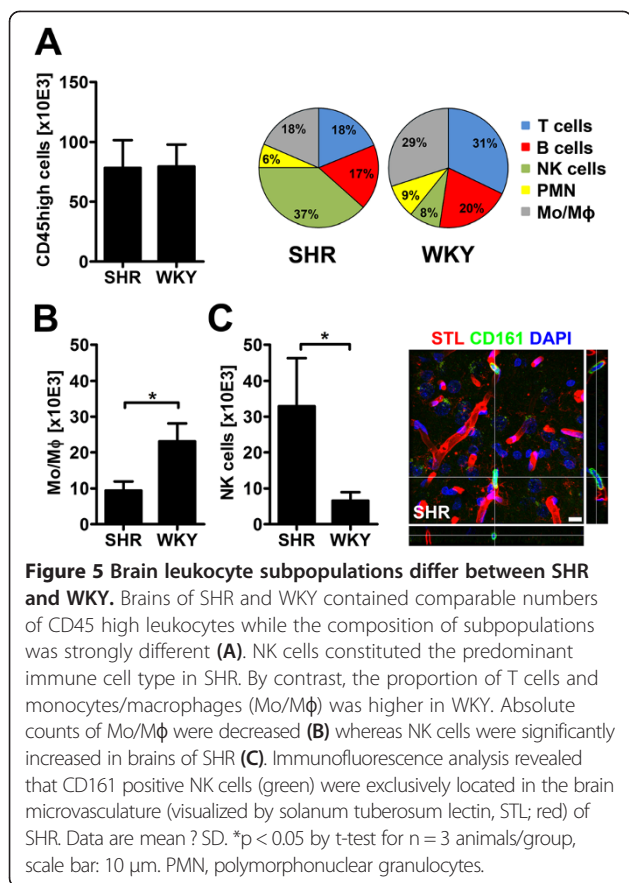 A
CD45high cells [x10E3]
150
100
50
0
SHR
WKY
18%
18%
6%
17%
37%
SHR
29%
31%
9%
8%
20%
WKY
T cells
B cells
NK cells
PMN
Mo/Mϕ
B
Mo/Mϕ [x10E3]
50
40
30
20
10
0
*
SHR
WKY
C
NK cells [x10E3]
50
40
30
20
10
0
*
SHR
WKY
STL CD161 DAPI
SHR
Figure 5 Brain leukocyte subpopulations differ between SHR
and WKY. Brains of SHR and WKY contained comparable numbers
of CD45 high leukocytes while the composition of subpopulations
was strongly different (A). NK cells constituted the predominant
immune cell type in SHR. By contrast, the proportion of T cells and
monocytes/macrophages (Mo/Mϕ) was higher in WKY. Absolute
counts of Mo/Mϕ were decreased (B) whereas NK cells were significantly
increased in brains of SHR (C). Immunofluorescence analysis revealed
that CD161 positive NK cells (green) were exclusively located in the brain
microvasculature (visualized by solanum tuberosum lectin, STL; red) of
SHR. Data are mean ? SD. *p < 0.05 by t-test for n = 3 animals/group,
scale bar: 10 μm. PMN, polymorphonuclear granulocytes.